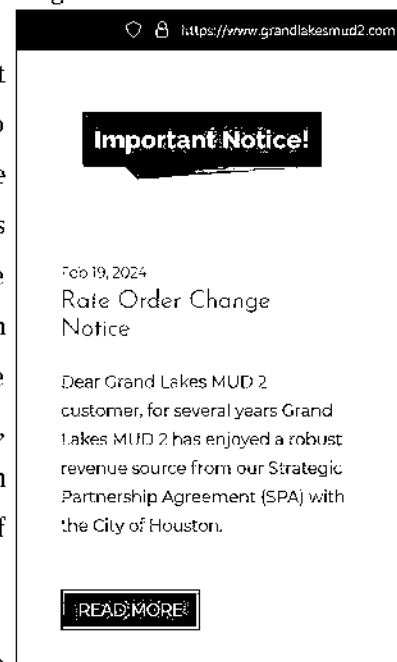 https://www.grandlakesmud2.com
Important Notice!
Feb 19, 2024
Rate Order Change
Notice
Dear Grand Lakes MUD 2
customer, for several years Grand
Lakes MUD 2 has enjoyed a robust
revenue source from our Strategic
Partnership Agreement (SPA) with
the City of Houston.
READ MORE